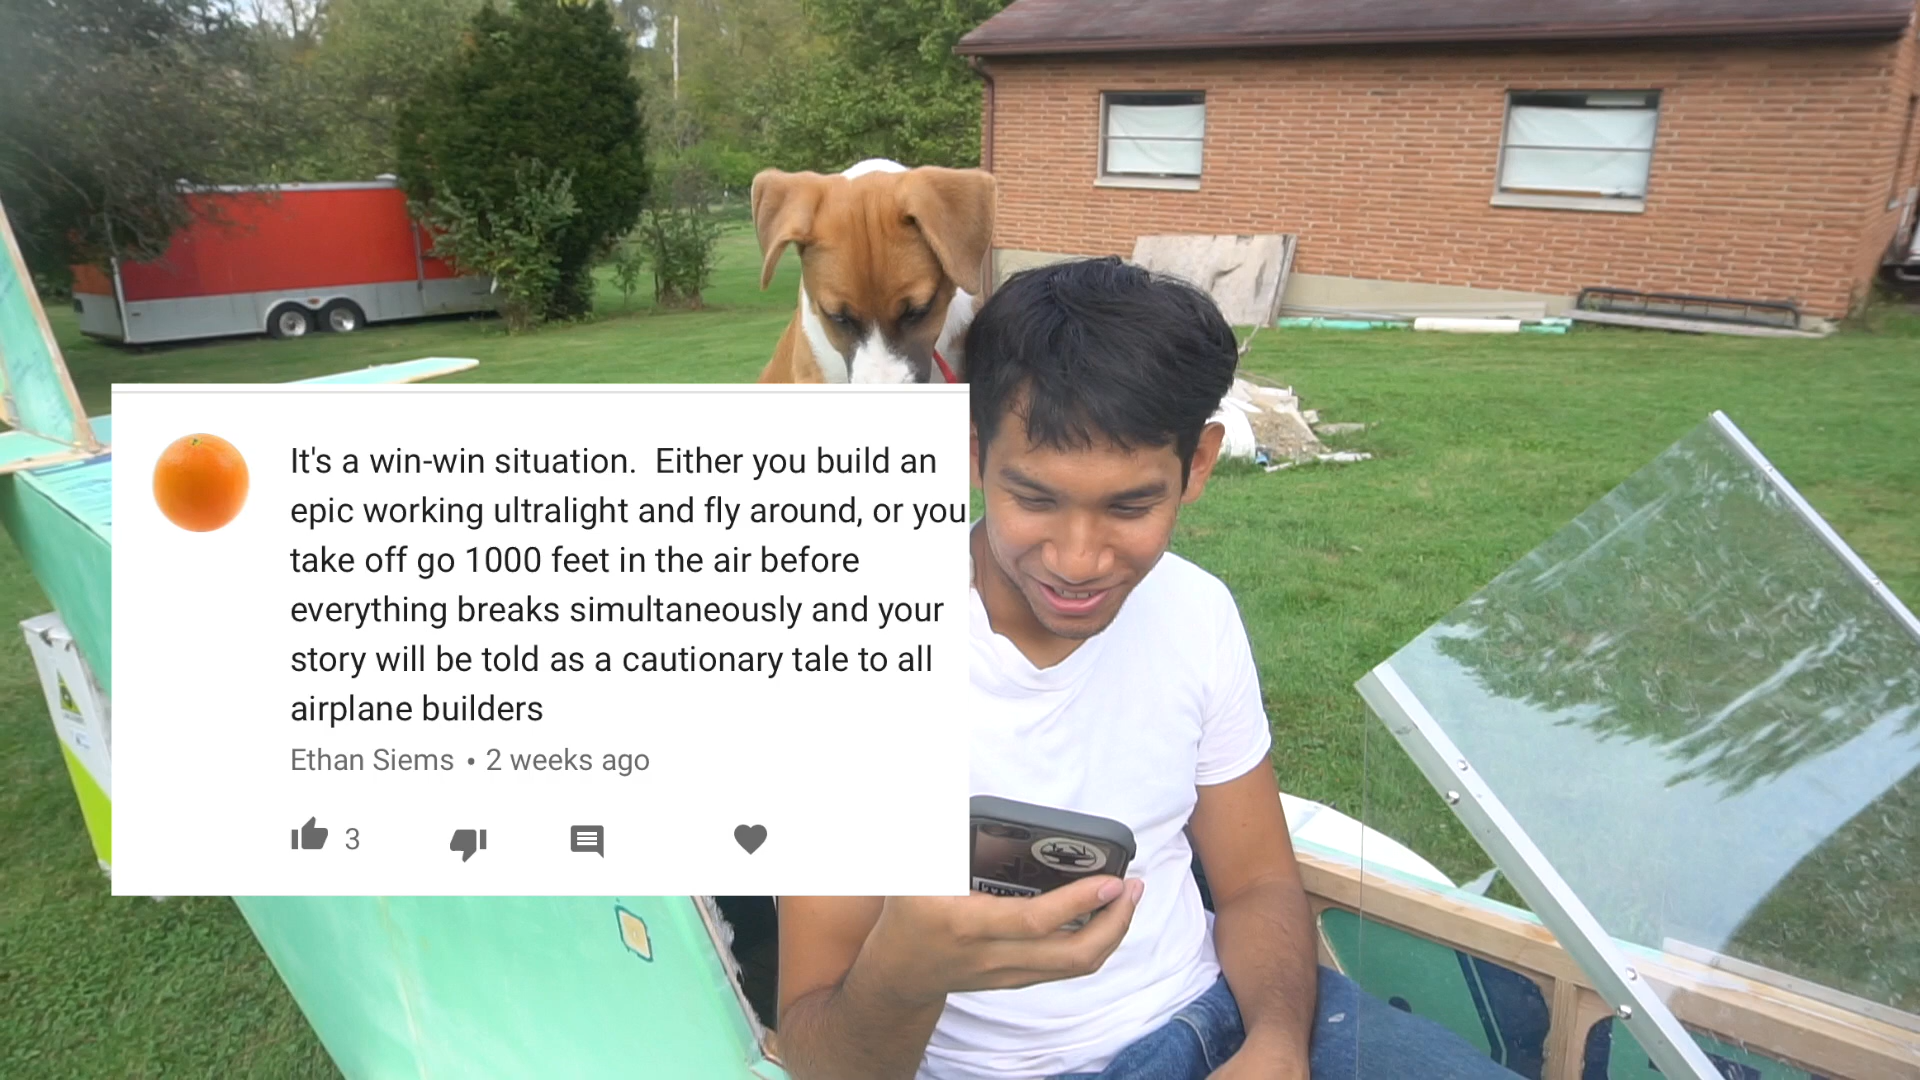 It's a win-win situation.  Either you build an
epic working ultralight and fly around, or you
take off go 1000 feet in the air before
everything breaks simultaneously and your
story will be told as a cautionary tale to all
airplane builders
Ethan Siems • 2 weeks ago
3